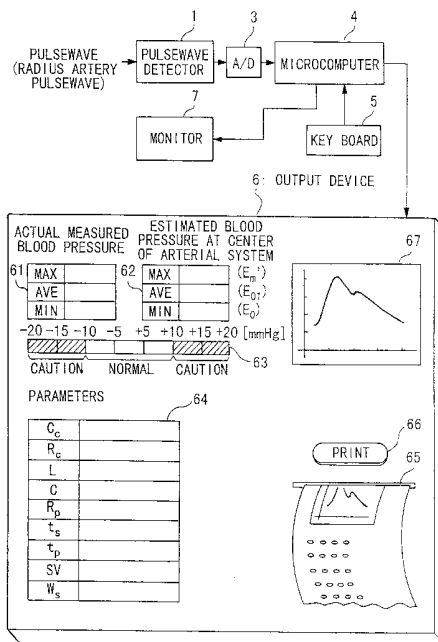 1
3
4
PULSEWAVE
(RADIUS ARTERY
PULSEWAVE)
PULSEWAVE
DETECTOR
A/D
MICROCOMPUTER
7
MONITOR
5
KEY BOARD
6: OUTPUT DEVICE
ACTUAL MEASURED
BLOOD PRESSURE
ESTIMATED BLOOD
PRESSURE AT CENTER
OF ARTERIAL SYSTEM
67
61
MAX
AVE
MIN
62
MAX (Em')
AVE (E01)
MIN (E0)
-20 -15 -10 -5 +5 +10 +15 +20 [mmHg]
63
CAUTION NORMAL CAUTION
PARAMETERS
64
Cc
Rc
L
C
Rp
ts
tp
SV
Ws
66
PRINT
65